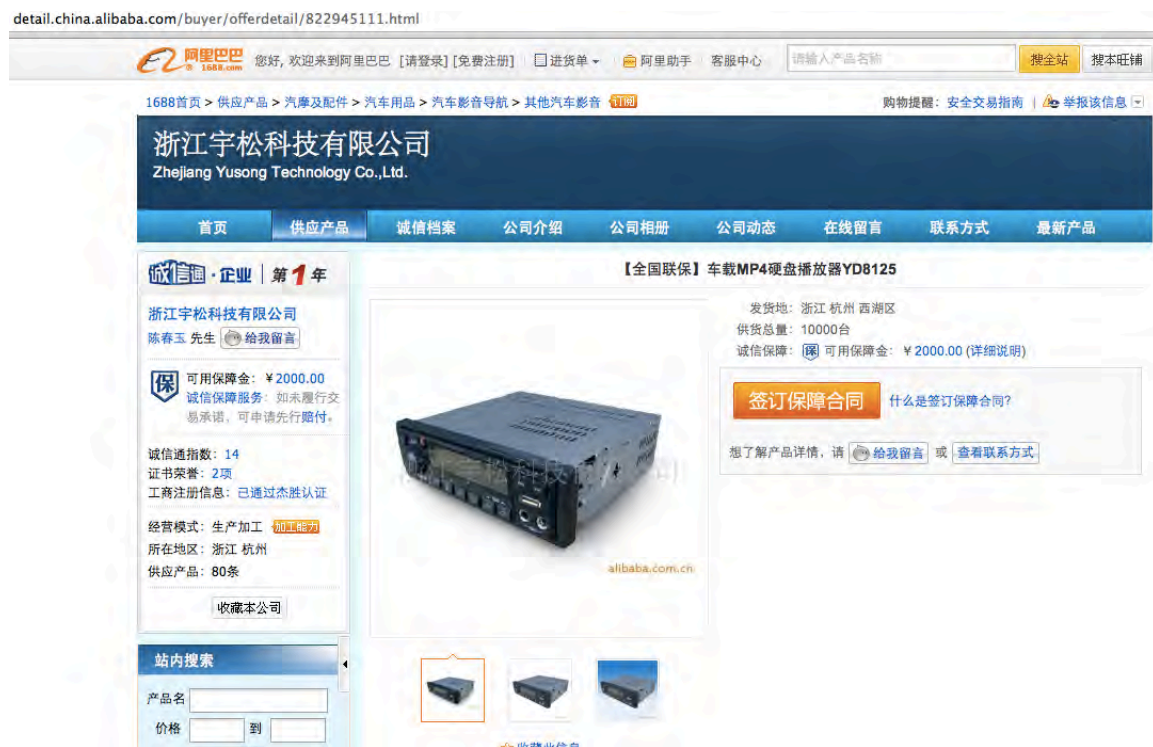 detail.china.alibaba.com/buyer/offerdetail/822945111.html
阿里巴巴 1688.com 您好, 欢迎来到阿里巴巴 [请登录] [免费注册] 进货单 阿里助手 客服中心 请输入产品名称 搜全站 搜本旺铺
1688首页 > 供应产品 > 汽摩及配件 > 汽车用品 > 汽车影音导航 > 其他汽车影音 订阅 购物提醒: 安全交易指南 | 举报该信息
浙江宇松科技有限公司
Zhejiang Yusong Technology Co.,Ltd.
首页 供应产品 诚信档案 公司介绍 公司相册 公司动态 在线留言 联系方式 最新产品
诚信通·企业 第1年
浙江宇松科技有限公司
陈春玉 先生 给我留言
保 可用保障金: ¥2000.00
诚信保障服务: 如未履行交
易承诺, 可申请先行赔付。
诚信通指数: 14
证书荣誉: 2项
工商注册信息: 已通过杰胜认证
经营模式: 生产加工 加工能力
所在地区: 浙江 杭州
供应产品: 80条
收藏本公司
站内搜索
产品名
价格 到
【全国联保】车载MP4硬盘播放器YD8125
浙江宇松科技有限公司
alibaba.com.cn
发货地: 浙江 杭州 西湖区
供货总量: 10000台
诚信保障: 保 可用保障金: ¥2000.00 (详细说明)
签订保障合同 什么是签订保障合同?
想了解产品详情, 请 给我留言 或 查看联系方式
收藏此信息